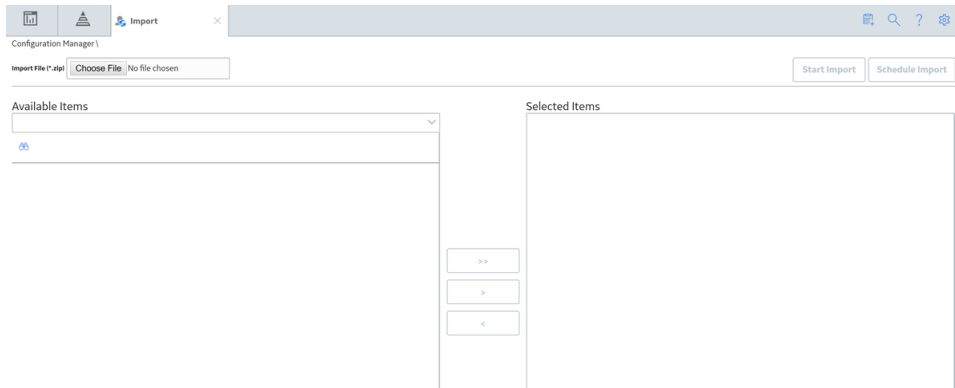 Import
Configuration Manager \
Import File (*.zip) Choose File No file chosen
Start Import Schedule Import
Available Items
Selected Items
>>
>
<